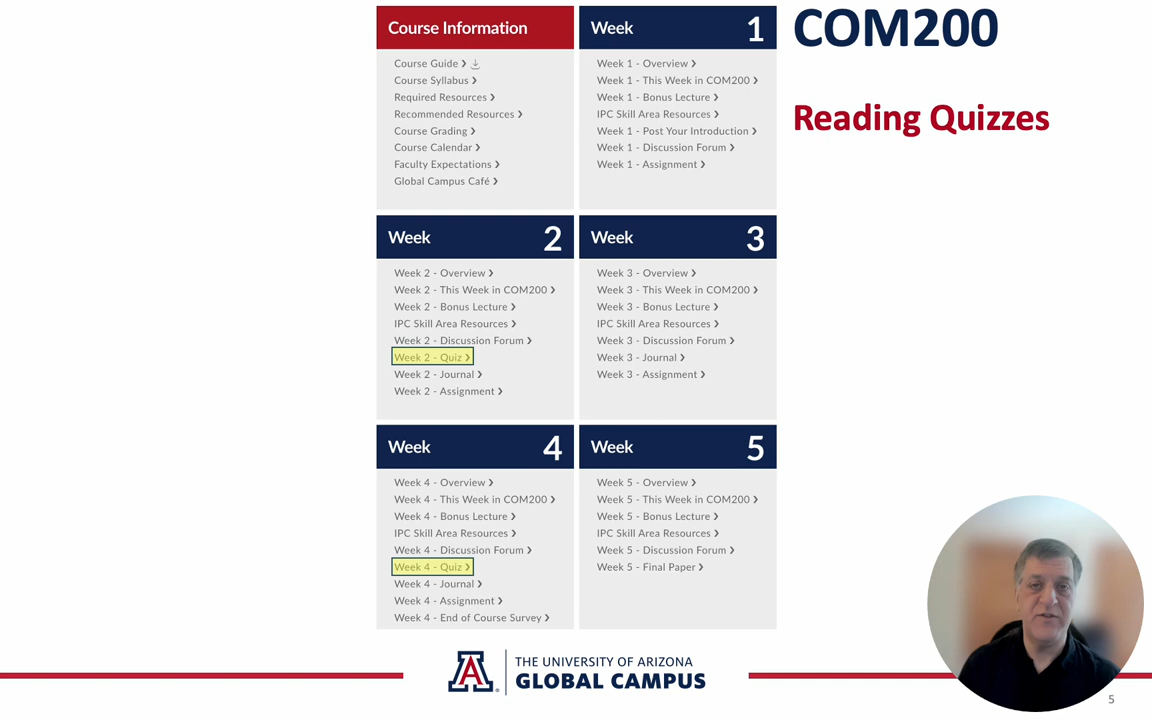 Course Information
Course Guide ❯
Course Syllabus ❯
Required Resources ❯
Recommended Resources ❯
Course Grading ❯
Course Calendar ❯
Faculty Expectations ❯
Global Campus Café ❯
Week 1
Week 1 - Overview ❯
Week 1 - This Week in COM200 ❯
Week 1 - Bonus Lecture ❯
IPC Skill Area Resources ❯
Week 1 - Post Your Introduction ❯
Week 1 - Discussion Forum ❯
Week 1 - Assignment ❯
COM200
Reading Quizzes
Week 2
Week 2 - Overview ❯
Week 2 - This Week in COM200 ❯
Week 2 - Bonus Lecture ❯
IPC Skill Area Resources ❯
Week 2 - Discussion Forum ❯
Week 2 - Quiz ❯
Week 2 - Journal ❯
Week 2 - Assignment ❯
Week 3
Week 3 - Overview ❯
Week 3 - This Week in COM200 ❯
Week 3 - Bonus Lecture ❯
IPC Skill Area Resources ❯
Week 3 - Discussion Forum ❯
Week 3 - Journal ❯
Week 3 - Assignment ❯
Week 4
Week 4 - Overview ❯
Week 4 - This Week in COM200 ❯
Week 4 - Bonus Lecture ❯
IPC Skill Area Resources ❯
Week 4 - Discussion Forum ❯
Week 4 - Quiz ❯
Week 4 - Journal ❯
Week 4 - Assignment ❯
Week 4 - End of Course Survey ❯
Week 5
Week 5 - Overview ❯
Week 5 - This Week in COM200 ❯
Week 5 - Bonus Lecture ❯
IPC Skill Area Resources ❯
Week 5 - Discussion Forum ❯
Week 5 - Final Paper ❯
A
THE UNIVERSITY OF ARIZONA
GLOBAL CAMPUS
5